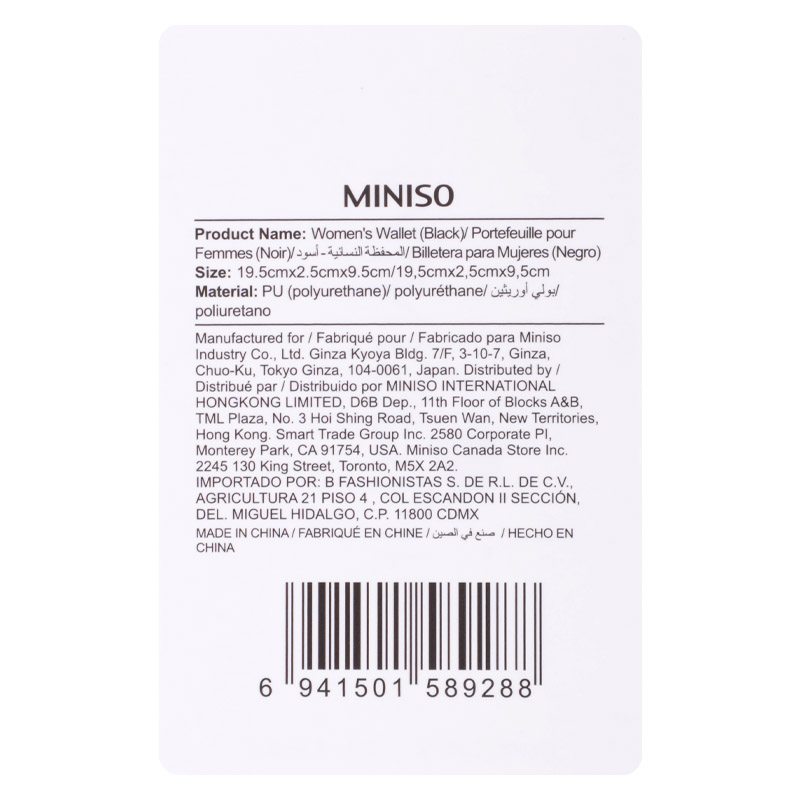 MINISO
Product Name: Women's Wallet (Black)/ Portefeuille pour
Femmes (Noir)/المحفظة النسائية - أسود/ Billetera para Mujeres (Negro)
Size: 19.5cmx2.5cmx9.5cm/19,5cmx2,5cmx9,5cm
Material: PU (polyurethane)/ polyuréthane/ بولي أوريثين/
poliuretano
Manufactured for / Fabriqué pour / Fabricado para Miniso
Industry Co., Ltd. Ginza Kyoya Bldg. 7/F, 3-10-7, Ginza,
Chuo-Ku, Tokyo Ginza, 104-0061, Japan. Distributed by /
Distribué par / Distribuido por MINISO INTERNATIONAL
HONGKONG LIMITED, D6B Dep., 11th Floor of Blocks A&B,
TML Plaza, No. 3 Hoi Shing Road, Tsuen Wan, New Territories,
Hong Kong. Smart Trade Group Inc. 2580 Corporate Pl,
Monterey Park, CA 91754, USA. Miniso Canada Store Inc.
2245 130 King Street, Toronto, M5X 2A2.
IMPORTADO POR: B FASHIONISTAS S. DE R.L. DE C.V.,
AGRICULTURA 21 PISO 4 , COL ESCANDON II SECCIÓN,
DEL. MIGUEL HIDALGO, C.P. 11800 CDMX
MADE IN CHINA / FABRIQUÉ EN CHINE / صنع في الصين / HECHO EN
CHINA
6 941501 589288